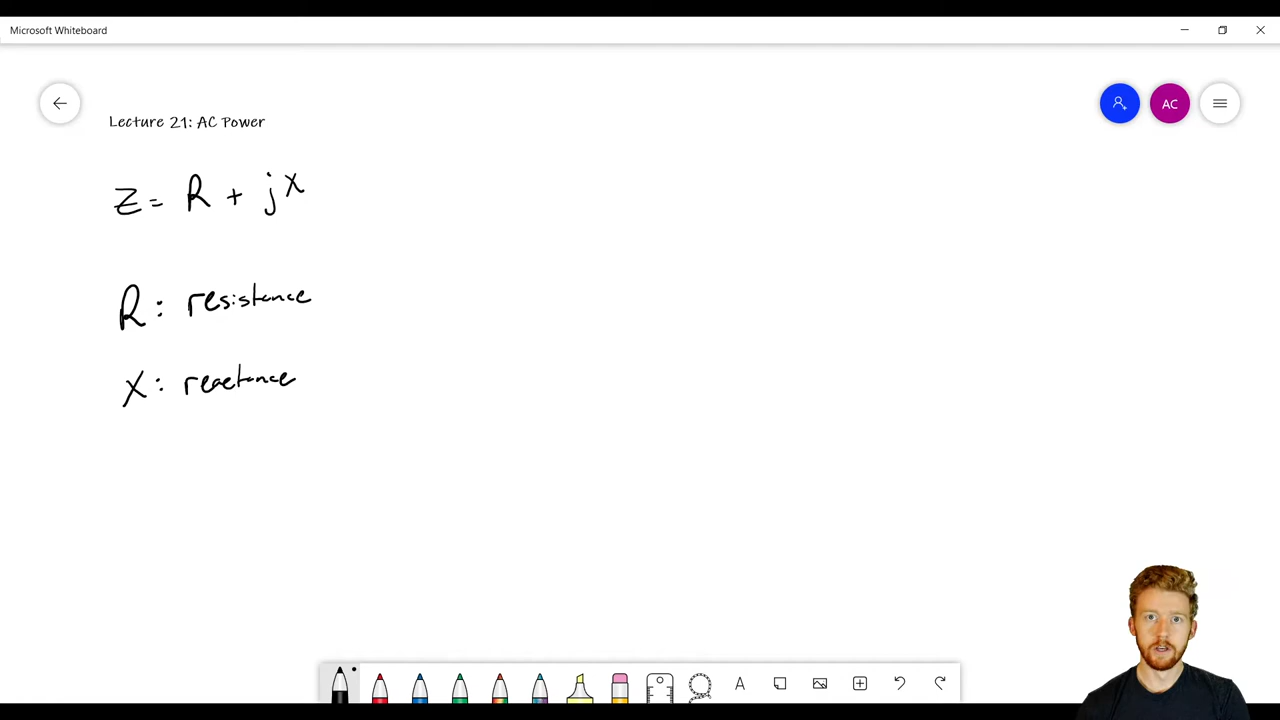 Microsoft Whiteboard
AC
Lecture 21: AC Power
Z = R + jX
R: resistance
X: reactance
A